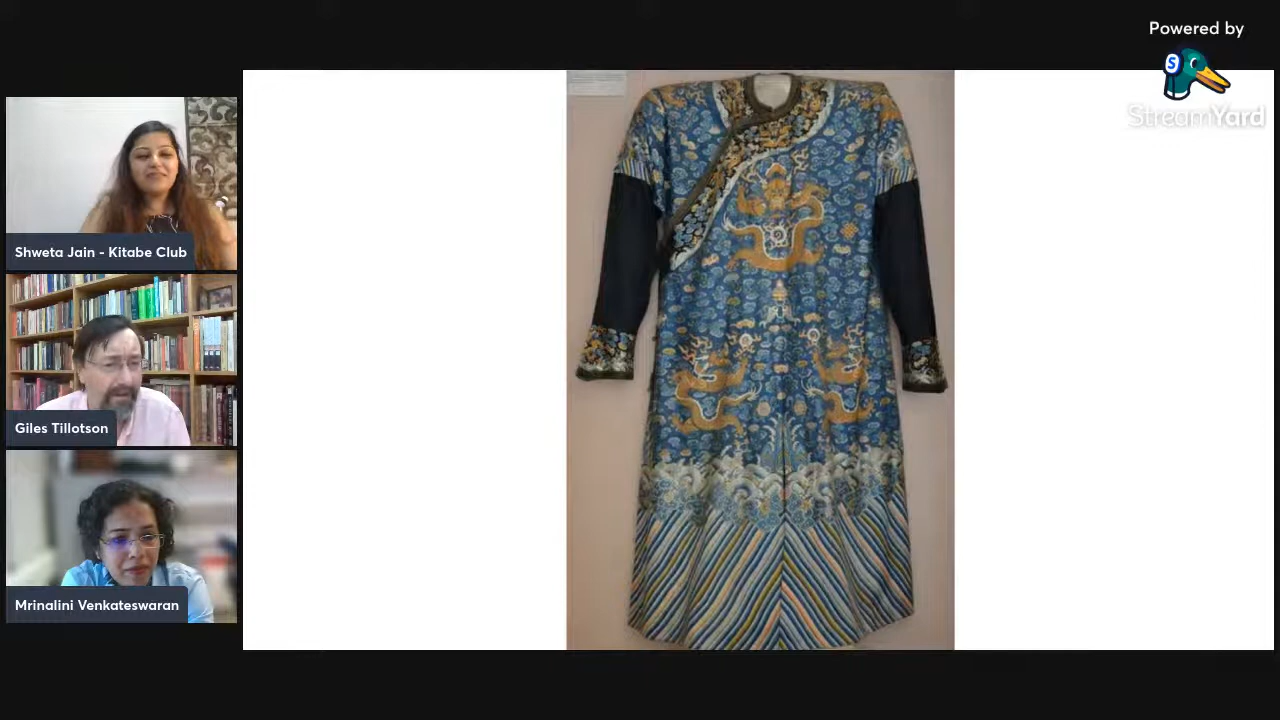 Powered by
StreamYard
Shweta Jain - Kitabe Club
Giles Tillotson
Mrinalini Venkateswaran